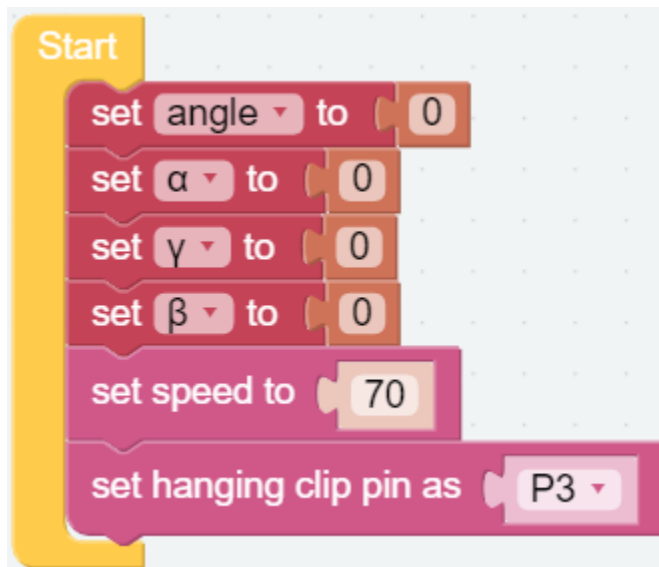 Start
set angle to 0
set α to 0
set γ to 0
set β to 0
set speed to 70
set hanging clip pin as P3